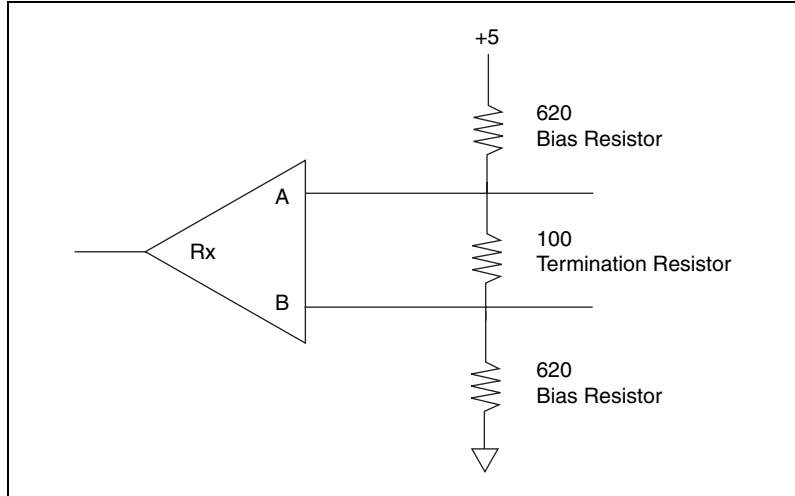 +5
620
Bias Resistor
A
100
Rx
Termination Resistor
B
620
Bias Resistor